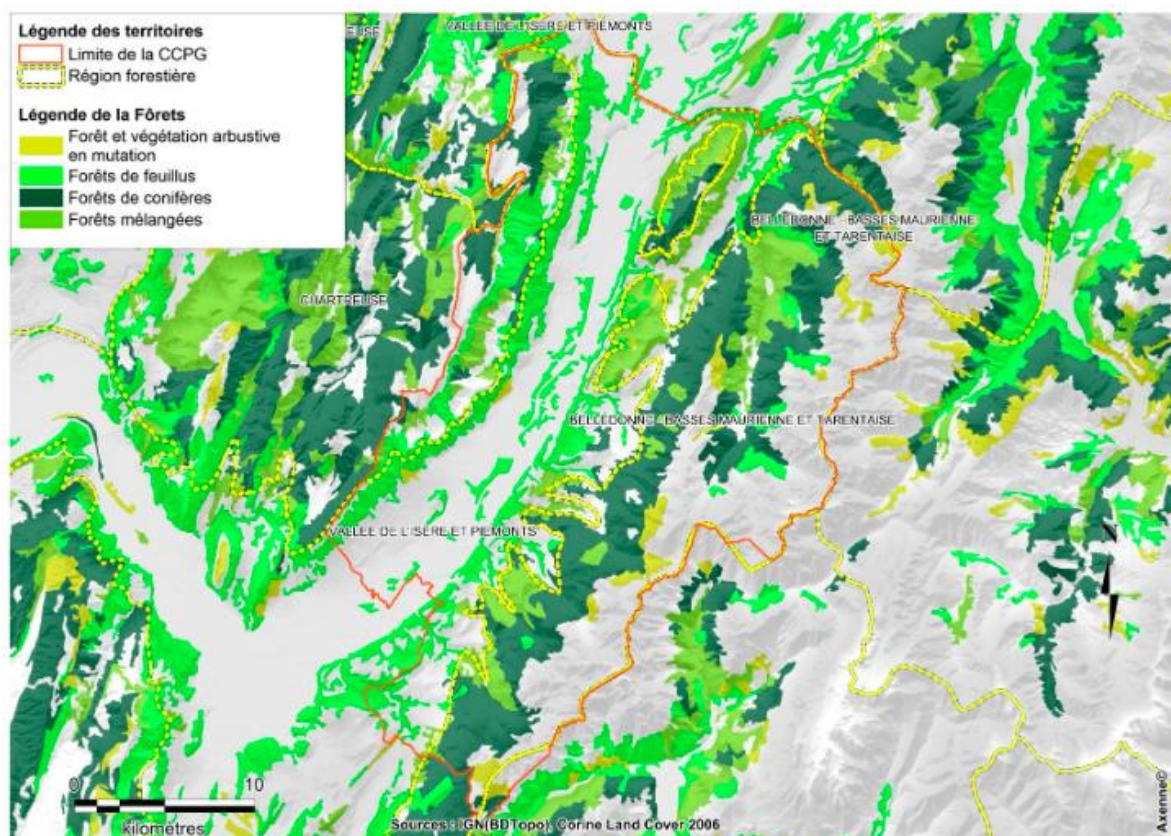 Légende des territoires
Limite de la CCPG
Région forestière
Légende de la Fôrets
Forêt et végétation arbustive
en mutation
Forêts de feuillus
Forêts de conifères
Forêts mélangées
VALLEE DE L'ISERE ET PIEMONTS
BELLEDONNE - BASSES MAURIENNE
ET TARENTAISE
CHARTREUSE
BELLEDONNE - BASSES MAURIENNE ET TARENTAISE
VALLEE DE L'ISERE ET PIEMONTS
N
0 10
kilomètres
Sources : IGN(BDTopo), Corine Land Cover 2006
Axenne©